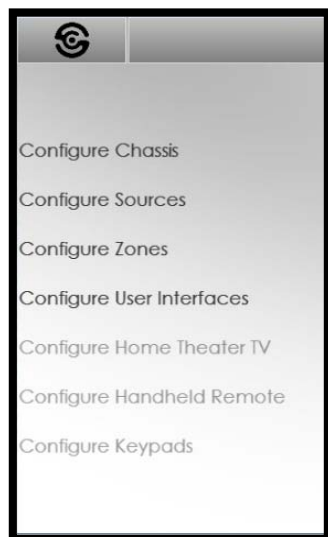 Configure Chassis
Configure Sources
Configure Zones
Configure User Interfaces
Configure Home Theater TV
Configure Handheld Remote
Configure Keypads